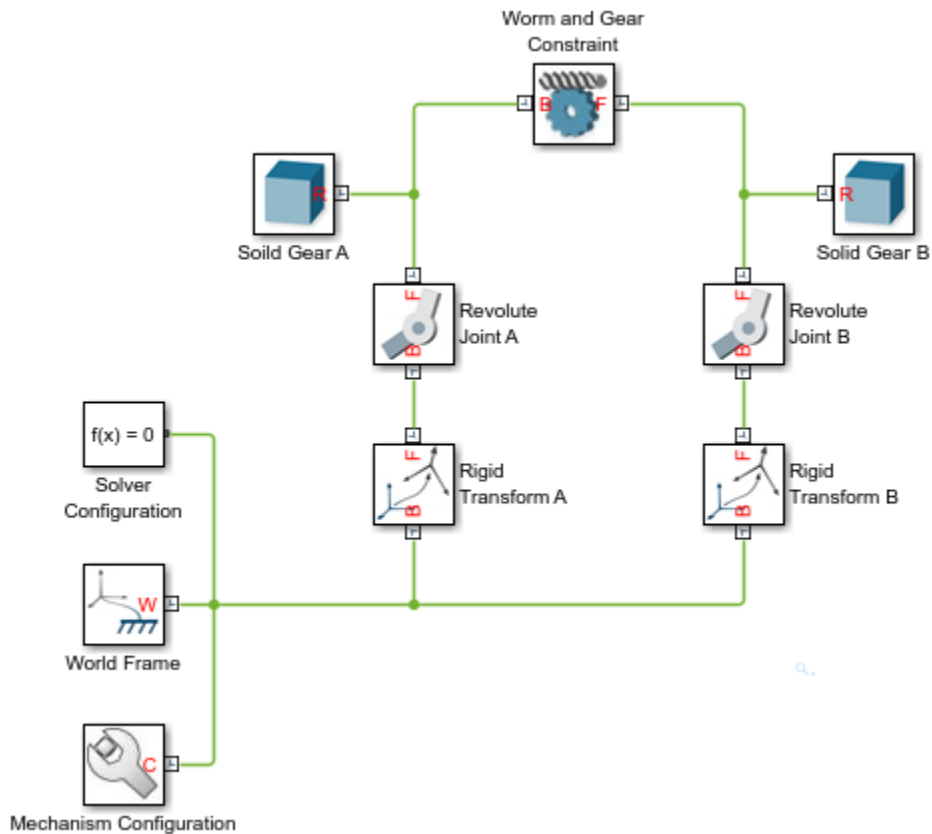 Worm and Gear
Constraint
B F
R
R
Soild Gear A
Solid Gear B
F
F
Revolute
Joint A
Revolute
Joint B
B
B
f(x) = 0
F
F
Rigid
Transform A
Rigid
Transform B
Solver
Configuration
B
B
W
World Frame
C
Mechanism Configuration